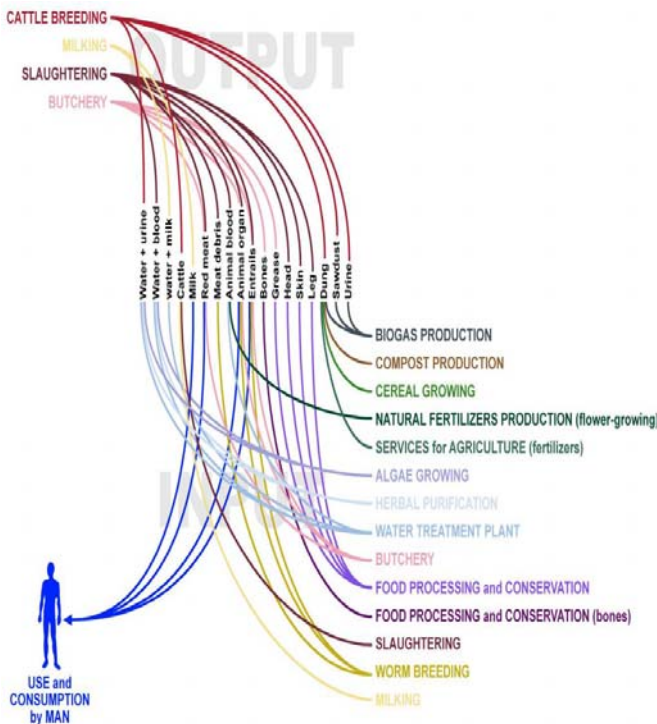 CATTLE BREEDING
MILKING
OUTPUT
SLAUGHTERING
BUTCHERY
Water + urine
Water + blood
water + milk
Cattle
Milk
Red meat
Meat debris
Animal blood
Animal organ
Entrails
Bones
Grease
Head
Skin
Leg
Dung
Sawdust
Urine
BIOGAS PRODUCTION
COMPOST PRODUCTION
CEREAL GROWING
NATURAL FERTILIZERS PRODUCTION (flower-growing)
SERVICES for AGRICULTURE (fertilizers)
ALGAE GROWING
INPUT
HERBAL PURIFICATION
WATER TREATMENT PLANT
BUTCHERY
FOOD PROCESSING and CONSERVATION
FOOD PROCESSING and CONSERVATION (bones)
SLAUGHTERING
WORM BREEDING
MILKING
USE and
CONSUMPTION
by MAN